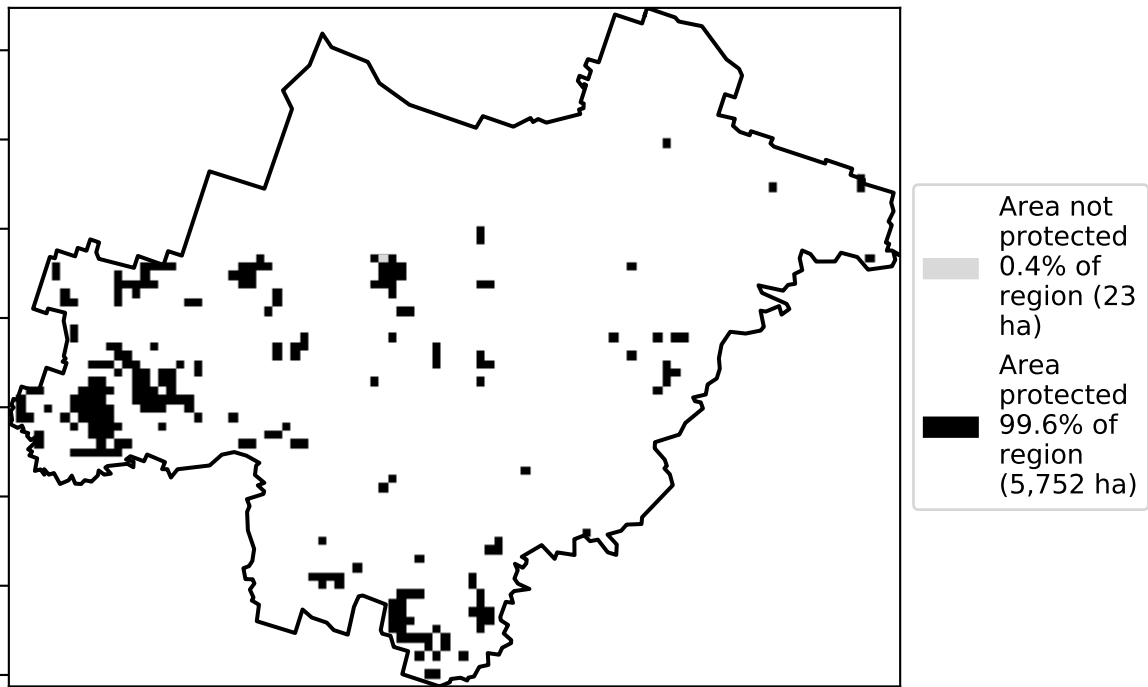 Area not
protected
0.4% of
region (23
ha)
Area
protected
99.6% of
region
(5,752 ha)